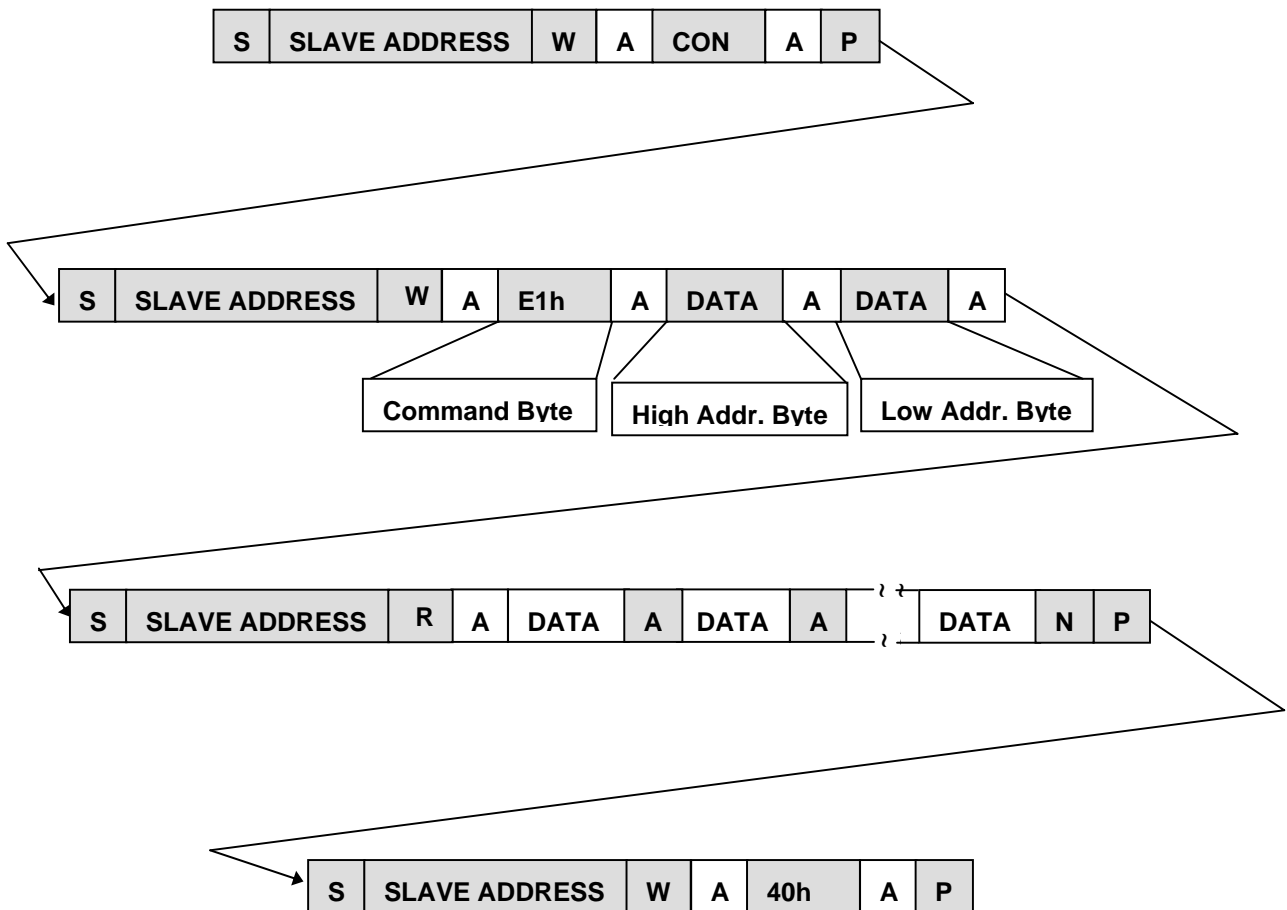 S SLAVE ADDRESS W A CON A P
S SLAVE ADDRESS W A E1h A DATA A DATA A
Command Byte High Addr. Byte Low Addr. Byte
S SLAVE ADDRESS R A DATA A DATA A ~ ~ ~ DATA N P
S SLAVE ADDRESS W A 40h A P